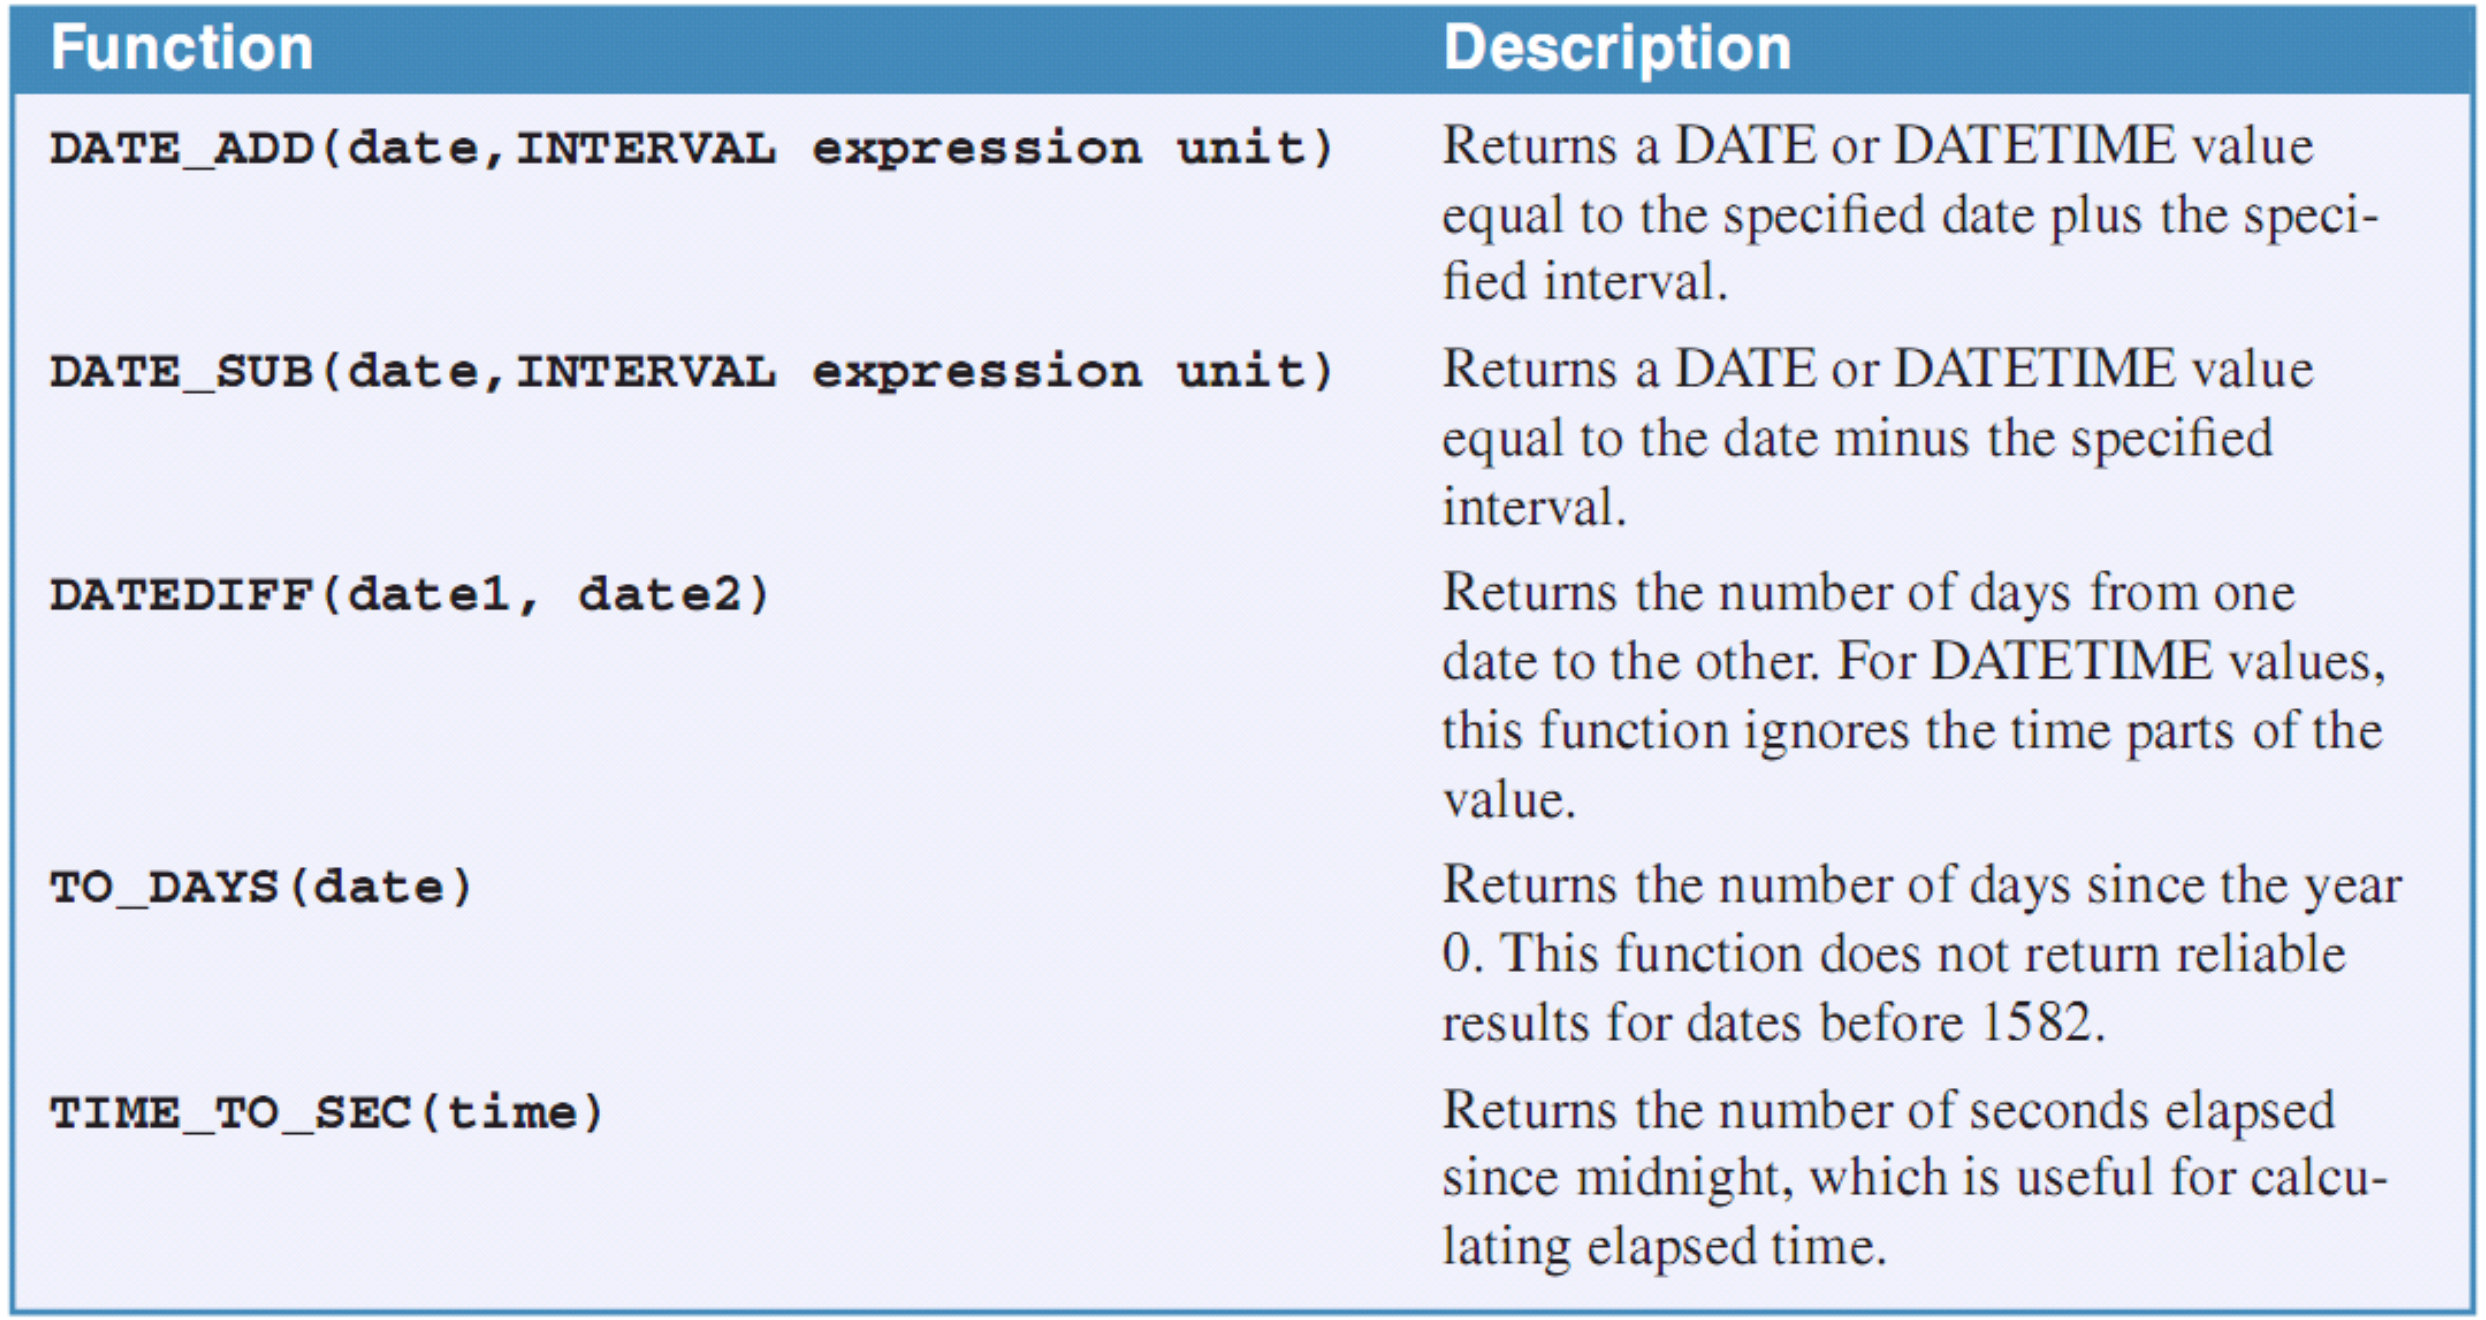 Function Description
DATE_ADD(date,INTERVAL expression unit) Returns a DATE or DATETIME value
equal to the specified date plus the speci-
fied interval.
DATE_SUB(date,INTERVAL expression unit) Returns a DATE or DATETIME value
equal to the date minus the specified
interval.
DATEDIFF(date1, date2) Returns the number of days from one
date to the other. For DATETIME values,
this function ignores the time parts of the
value.
TO_DAYS(date) Returns the number of days since the year
0. This function does not return reliable
results for dates before 1582.
TIME_TO_SEC(time) Returns the number of seconds elapsed
since midnight, which is useful for calcu-
lating elapsed time.